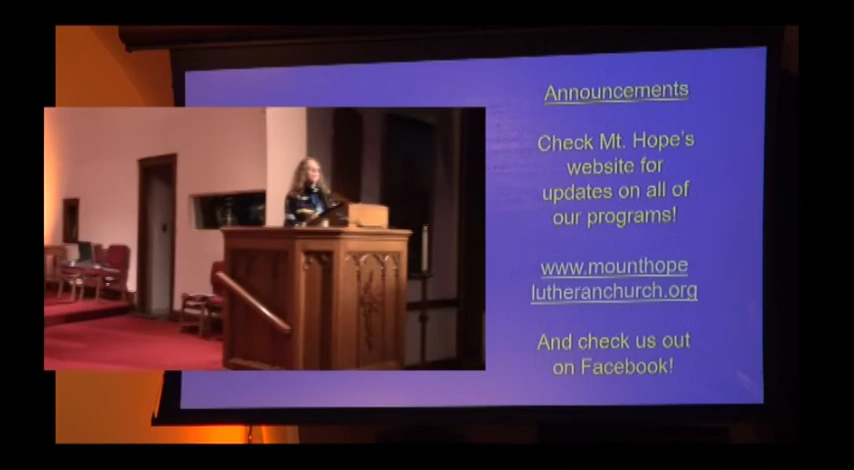 Announcements
Check Mt. Hope's
website for
updates on all of
our programs!
www.mounthope
lutheranchurch.org
And check us out
on Facebook!